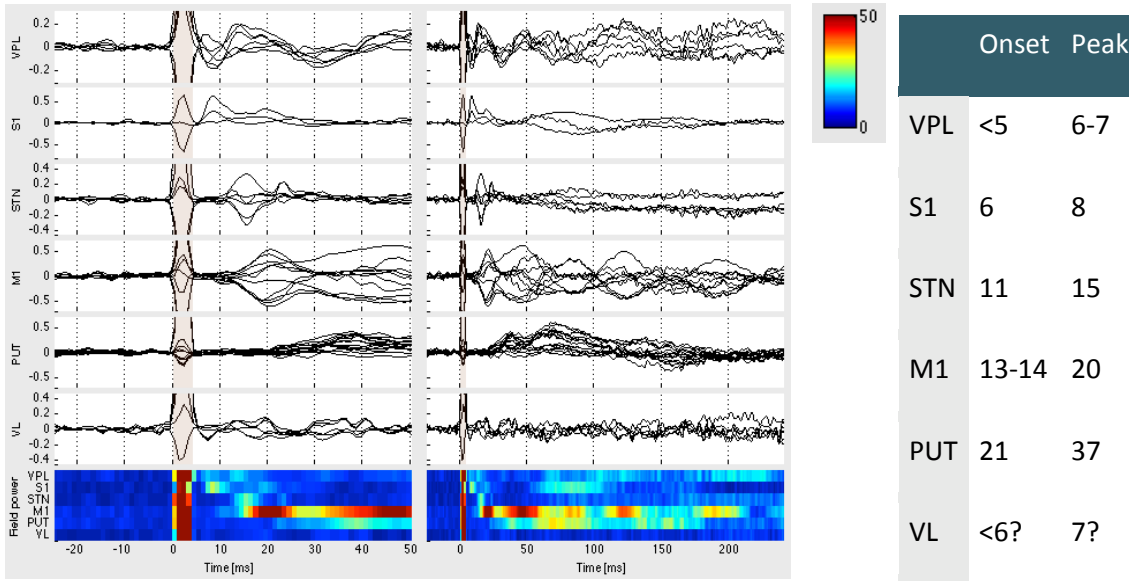 VPL
0.2
0
-0.2
S1
0.5
0
-0.5
STN
0.4
0.2
0
-0.2
-0.4
M1
0.5
0
-0.5
PUT
0.5
0
-0.5
VL
0.4
0.2
0
-0.2
-0.4
Field power
VPL
S1
STN
M1
PUT
VL
-20 -10 0 10 20 30 40 50
Time [ms]
0 50 100 150 200
Time [ms]
50
0
Onset Peak
VPL <5 6-7
S1 6 8
STN 11 15
M1 13-14 20
PUT 21 37
VL <6? 7?